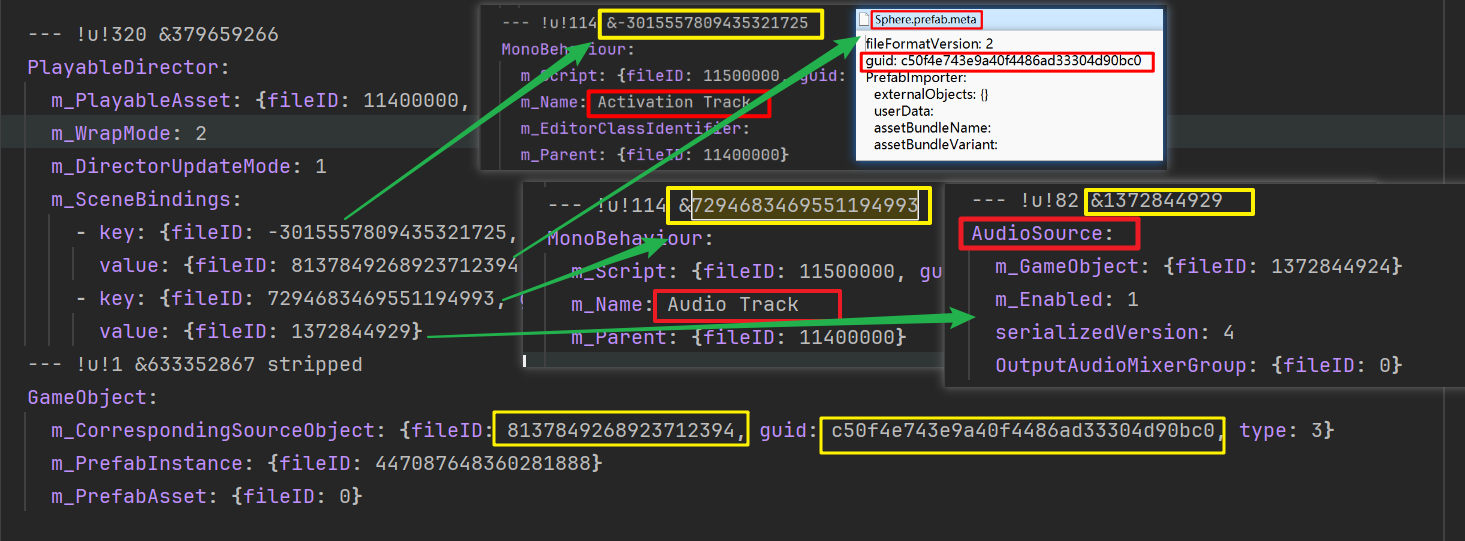 --- !u!320 &379659266
PlayableDirector:
m_PlayableAsset: {fileID: 11400000,
m_WrapMode: 2
m_DirectorUpdateMode: 1
m_SceneBindings:
- key: {fileID: -3015557809435321725,
value: {fileID: 8137849268923712394
- key: {fileID: 7294683469551194993,
value: {fileID: 1372844929}
--- !u!1 &633352867 stripped
GameObject:
m_CorrespondingSourceObject: {fileID: 8137849268923712394, guid: c50f4e743e9a40f4486ad33304d90bc0, type: 3}
m_PrefabInstance: {fileID: 4470876648360281888}
m_PrefabAsset: {fileID: 0}
--- !u!114 &-3015557809435321725
MonoBehaviour:
m_Script: {fileID: 11500000, guid:
m_Name: Activation Track
m_EditorClassIdentifier:
m_Parent: {fileID: 11400000}
Sphere.prefab.meta
fileFormatVersion: 2
guid: c50f4e743e9a40f4486ad33304d90bc0
PrefabImporter:
externalObjects: {}
userData:
assetBundleName:
assetBundleVariant:
--- !u!114 &7294683469551194993
MonoBehaviour:
m_Script: {fileID: 11500000, gu
m_Name: Audio Track
m_Parent: {fileID: 11400000}
--- !u!82 &1372844929
AudioSource:
m_GameObject: {fileID: 1372844924}
m_Enabled: 1
serializedVersion: 4
OutputAudioMixerGroup: {fileID: 0}